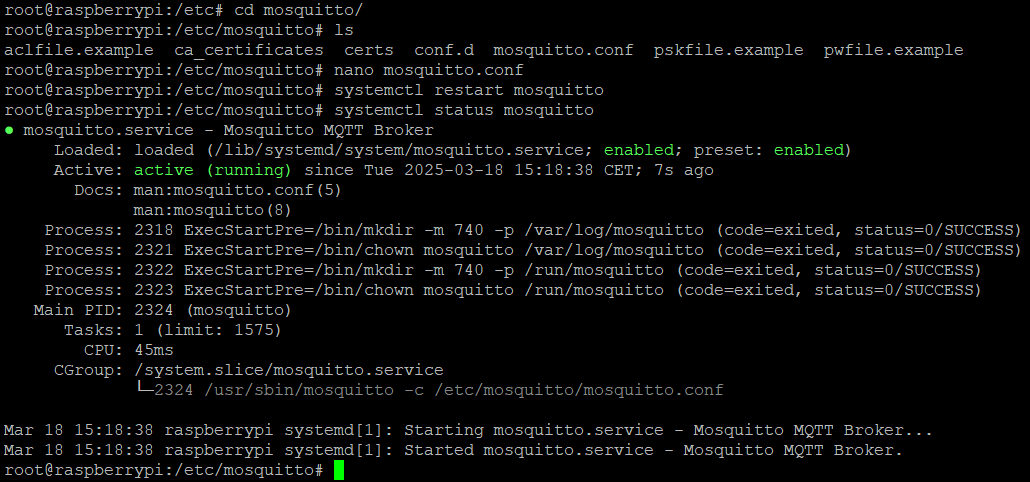 root@raspberrypi:/etc# cd mosquitto/
root@raspberrypi:/etc/mosquitto# ls
aclfile.example  ca_certificates  certs  conf.d  mosquitto.conf  pskfile.example  pwfile.example
root@raspberrypi:/etc/mosquitto# nano mosquitto.conf
root@raspberrypi:/etc/mosquitto# systemctl restart mosquitto
root@raspberrypi:/etc/mosquitto# systemctl status mosquitto
● mosquitto.service - Mosquitto MQTT Broker
     Loaded: loaded (/lib/systemd/system/mosquitto.service; enabled; preset: enabled)
     Active: active (running) since Tue 2025-03-18 15:18:38 CET; 7s ago
       Docs: man:mosquitto.conf(5)
             man:mosquitto(8)
    Process: 2318 ExecStartPre=/bin/mkdir -m 740 -p /var/log/mosquitto (code=exited, status=0/SUCCESS)
    Process: 2321 ExecStartPre=/bin/chown mosquitto /var/log/mosquitto (code=exited, status=0/SUCCESS)
    Process: 2322 ExecStartPre=/bin/mkdir -m 740 -p /run/mosquitto (code=exited, status=0/SUCCESS)
    Process: 2323 ExecStartPre=/bin/chown mosquitto /run/mosquitto (code=exited, status=0/SUCCESS)
   Main PID: 2324 (mosquitto)
      Tasks: 1 (limit: 1575)
        CPU: 45ms
     CGroup: /system.slice/mosquitto.service
             └─2324 /usr/sbin/mosquitto -c /etc/mosquitto/mosquitto.conf

Mar 18 15:18:38 raspberrypi systemd[1]: Starting mosquitto.service - Mosquitto MQTT Broker...
Mar 18 15:18:38 raspberrypi systemd[1]: Started mosquitto.service - Mosquitto MQTT Broker.
root@raspberrypi:/etc/mosquitto#